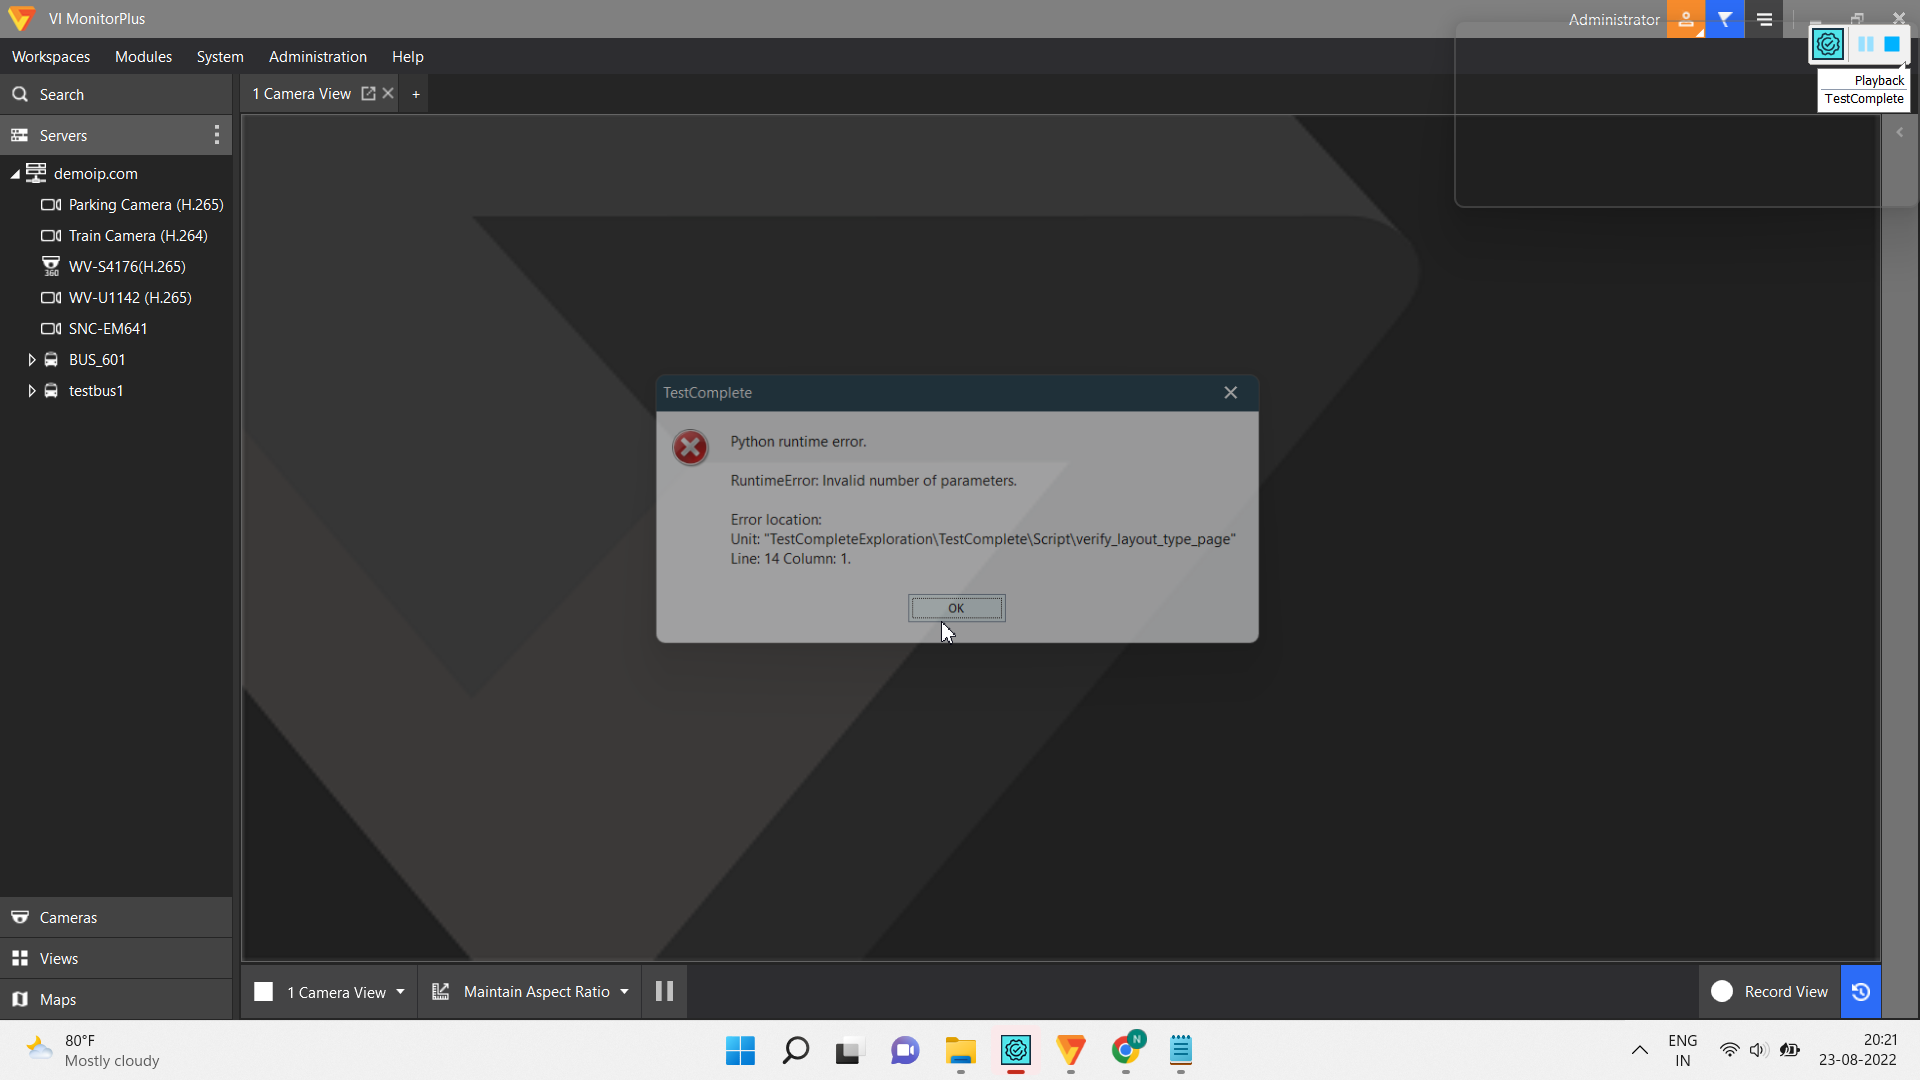 VI MonitorPlus
Administrator
Workspaces Modules System Administration Help
Playback
TestComplete
Search
1 Camera View +
Servers
demoip.com
Parking Camera (H.265)
Train Camera (H.264)
360 WV-S4176(H.265)
WV-U1142 (H.265)
SNC-EM641
BUS_601
testbus1
TestComplete
Python runtime error.
RuntimeError: Invalid number of parameters.
Error location:
Unit: "TestCompleteExploration\TestComplete\Script\verify_layout_type_page"
Line: 14 Column: 1.
OK
Cameras
Views
Maps
1 Camera View Maintain Aspect Ratio Record View
80°F
Mostly cloudy
N
ENG
IN
20:21
23-08-2022